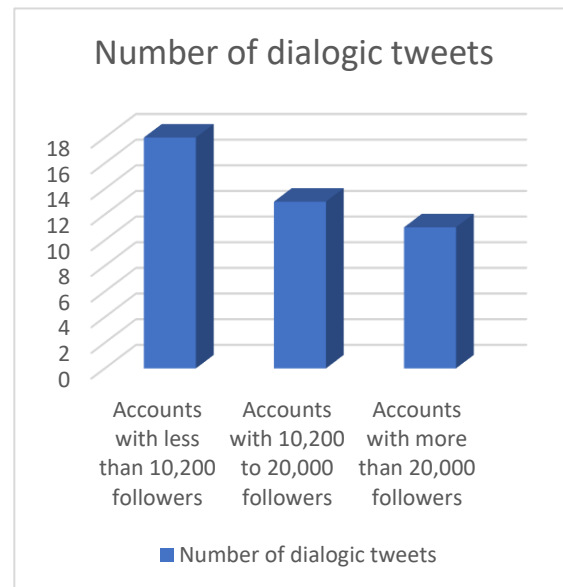 Number of dialogic tweets
18
16
14
12
10
8
6
4
2
0
Accounts
with less
than 10,200
followers
Accounts
with 10,200
to 20,000
followers
Accounts
with more
than 20,000
followers
Number of dialogic tweets